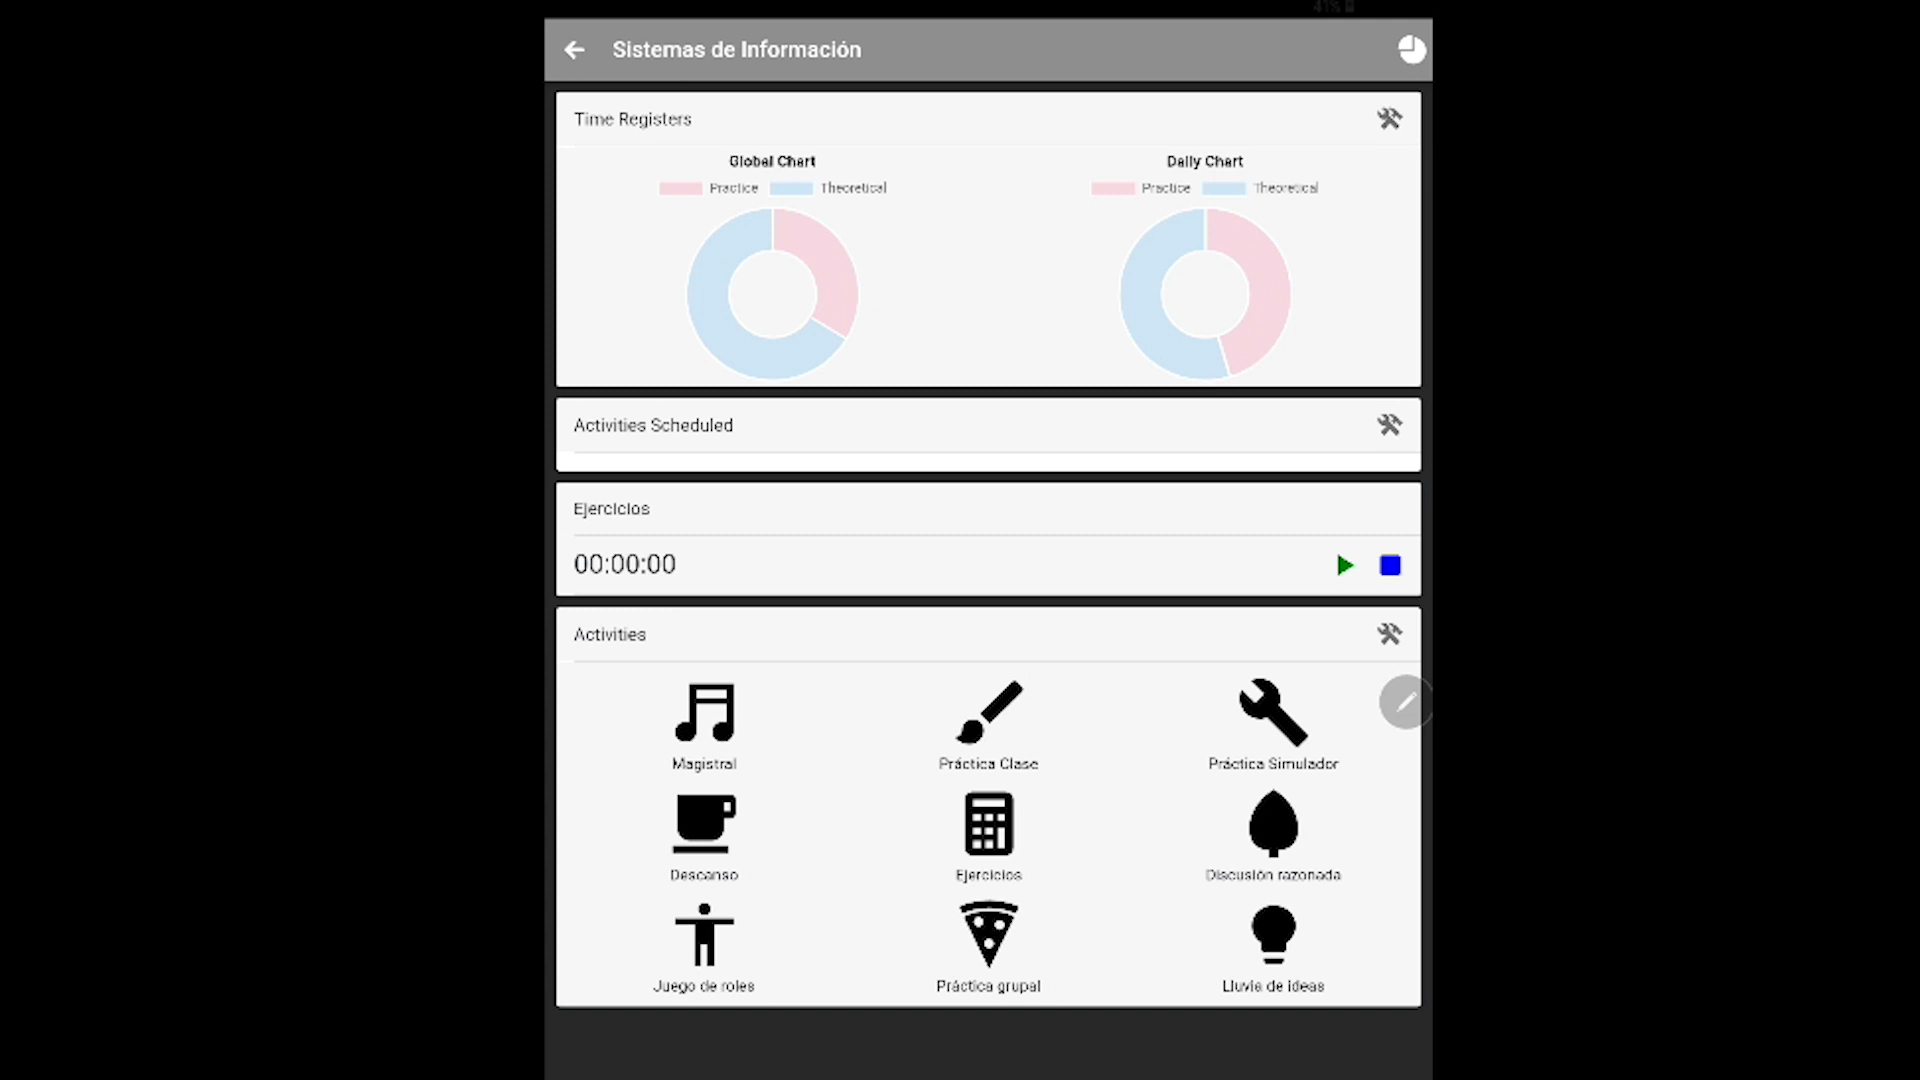 41%
Sistemas de Información
Time Registers
Global Chart
Practice Theoretical
Daily Chart
Practice Theoretical
Activities Scheduled
Ejercicios
00:00:00
Activities
Magistral
Práctica Clase
Práctica Simulador
Descanso
Ejercicios
Discusión razonada
Juego de roles
Práctica grupal
Lluvia de ideas